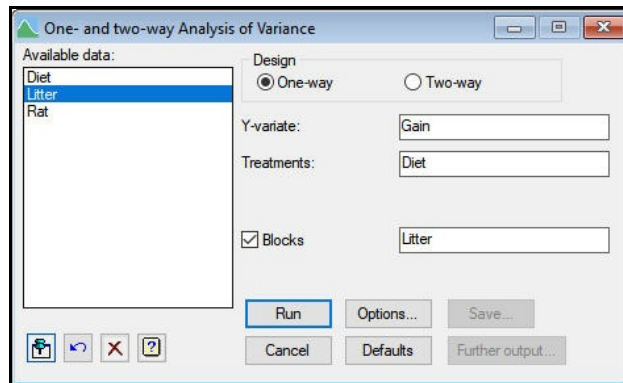 One- and two-way Analysis of Variance
Available data:
Diet
Litter
Rat
Design
One-way
Two-way
Y-variate:
Gain
Treatments:
Diet
Blocks
Litter
Run
Options...
Save...
Cancel
Defaults
Further output...